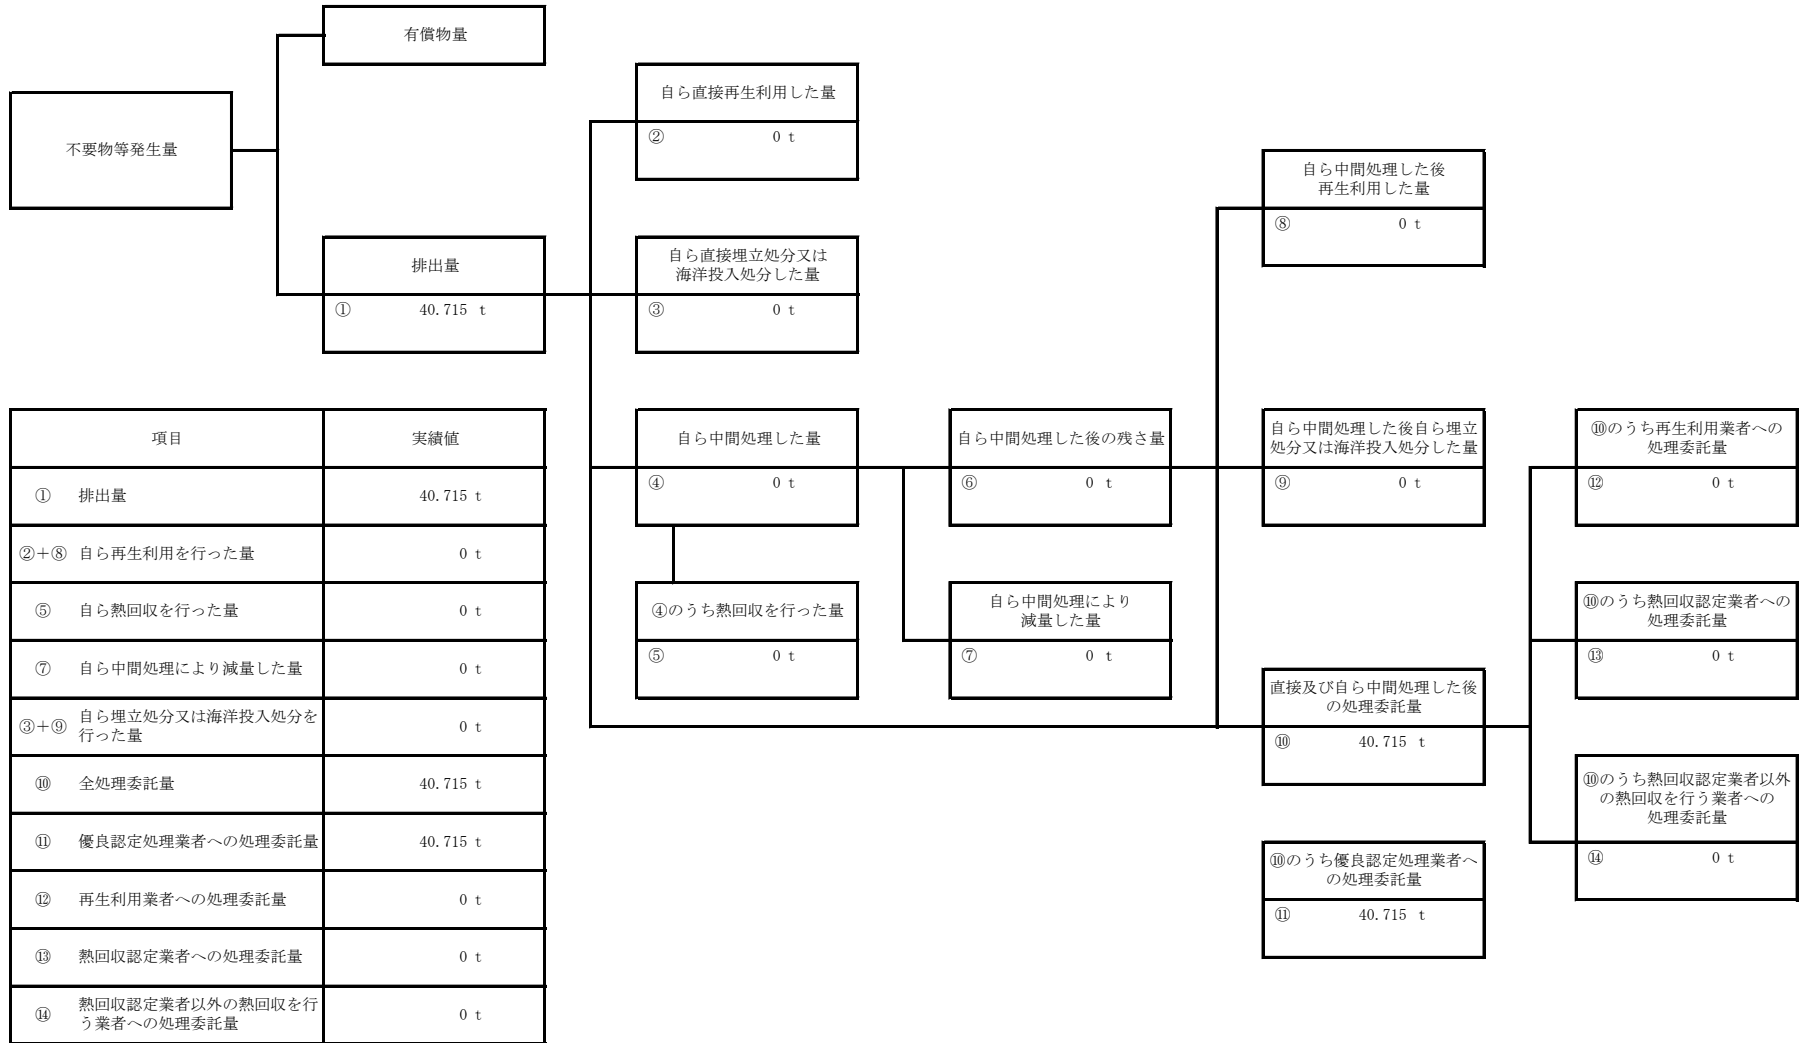 有償物量
不要物等発生量
排出量
① 40.715 t
自ら直接再生利用した量
② 0 t
自ら直接埋立処分又は
海洋投入処分した量
③ 0 t
自ら中間処理した量
④ 0 t
④のうち熱回収を行った量
⑤ 0 t
自ら中間処理した後の残さ量
⑥ 0 t
自ら中間処理により
減量した量
⑦ 0 t
自ら中間処理した後
再生利用した量
⑧ 0 t
自ら中間処理した後自ら埋立
処分又は海洋投入処分した量
⑨ 0 t
直接及び自ら中間処理した後
の処理委託量
⑩ 40.715 t
⑩のうち優良認定処理業者へ
の処理委託量
⑪ 40.715 t
⑩のうち再生利用業者への
処理委託量
⑫ 0 t
⑩のうち熱回収認定業者への
処理委託量
⑬ 0 t
⑩のうち熱回収認定業者以外
の熱回収を行う業者への
処理委託量
⑭ 0 t
項目 実績値
① 排出量 40.715 t
②＋⑧ 自ら再生利用を行った量 0 t
⑤ 自ら熱回収を行った量 0 t
⑦ 自ら中間処理により減量した量 0 t
③＋⑨ 自ら埋立処分又は海洋投入処分を
行った量 0 t
⑩ 全処理委託量 40.715 t
⑪ 優良認定処理業者への処理委託量 40.715 t
⑫ 再生利用業者への処理委託量 0 t
⑬ 熱回収認定業者への処理委託量 0 t
⑭ 熱回収認定業者以外の熱回収を行
う業者への処理委託量 0 t